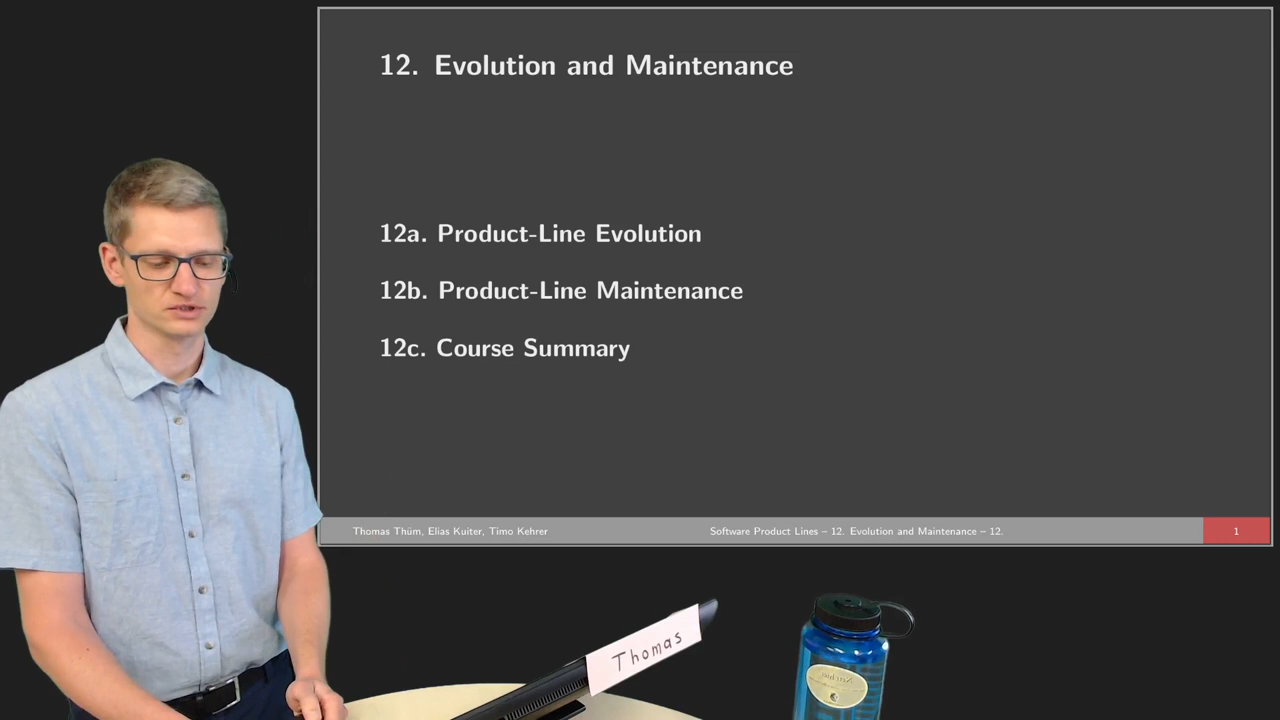 12. Evolution and Maintenance
12a. Product-Line Evolution
12b. Product-Line Maintenance
12c. Course Summary
Thomas Thüm, Elias Kuiter, Timo Kehrer
Software Product Lines – 12. Evolution and Maintenance – 12.
1
Thomas